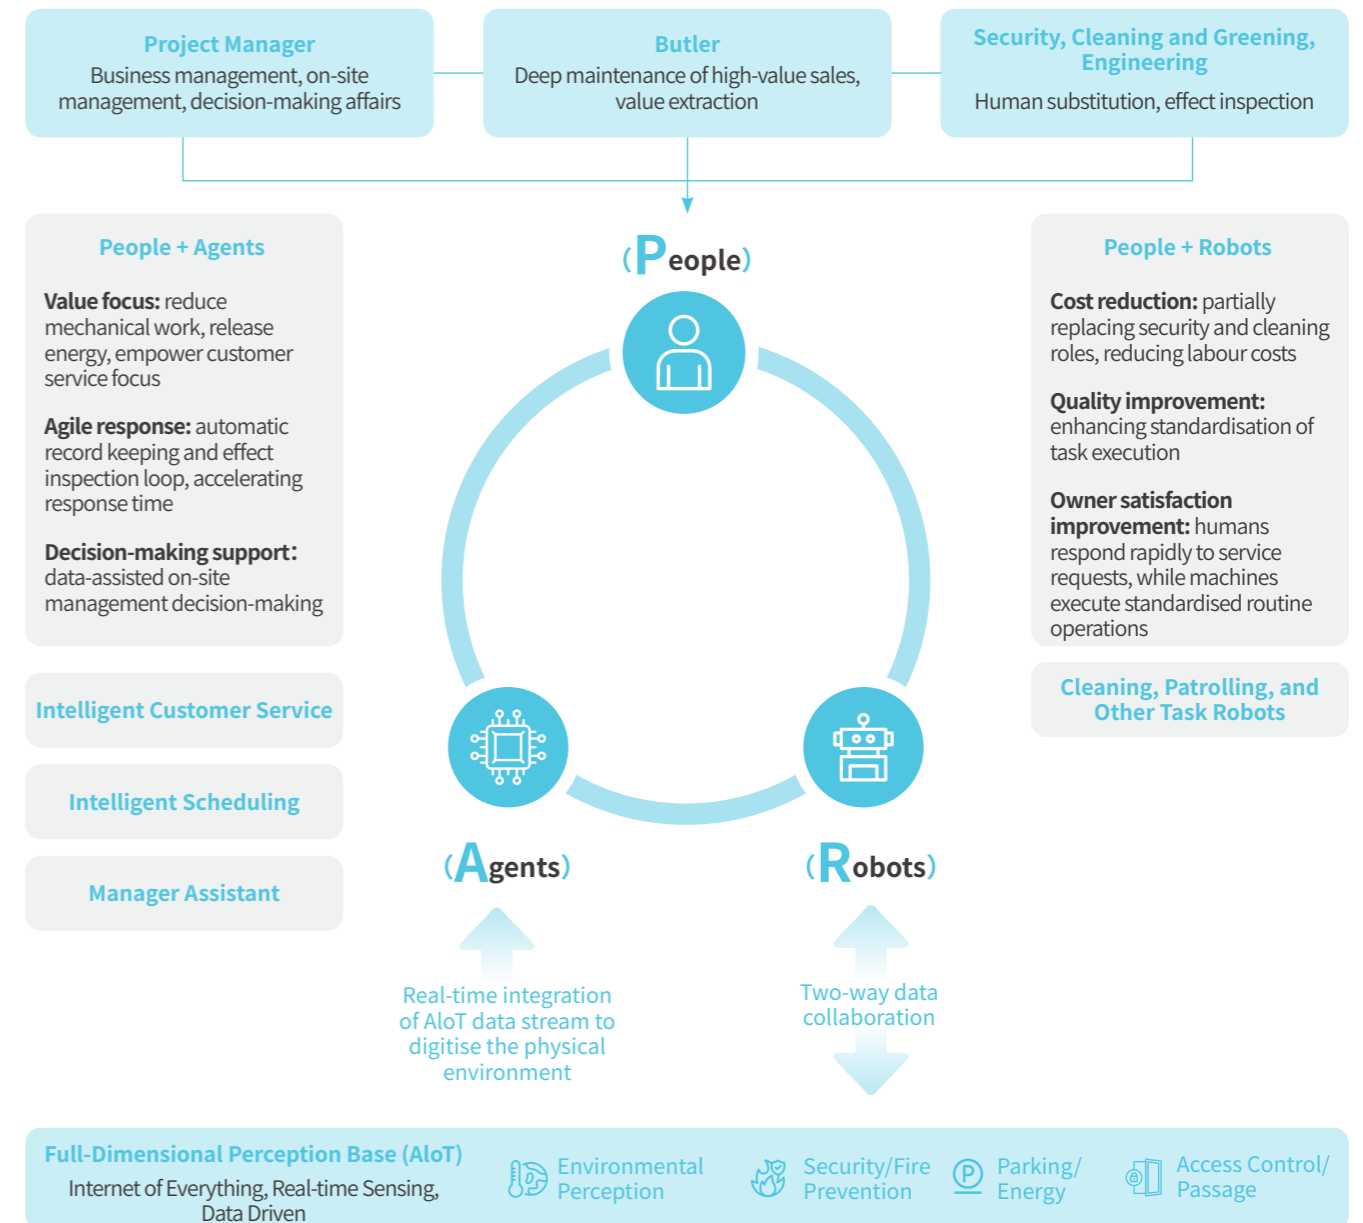 Project Manager
Business management, on-site
management, decision-making affairs
Butler
Deep maintenance of high-value sales,
value extraction
Security, Cleaning and Greening,
Engineering
Human substitution, effect inspection
People + Agents
Value focus: reduce
mechanical work, release
energy, empower customer
service focus
Agile response: automatic
record keeping and effect
inspection loop, accelerating
response time
Decision-making support:
data-assisted on-site
management decision-making
Intelligent Customer Service
Intelligent Scheduling
Manager Assistant
(People)
(Agents)
(Robots)
People + Robots
Cost reduction: partially
replacing security and cleaning
roles, reducing labour costs
Quality improvement:
enhancing standardisation of
task execution
Owner satisfaction
improvement: humans
respond rapidly to service
requests, while machines
execute standardised routine
operations
Cleaning, Patrolling, and
Other Task Robots
Real-time integration
of AIoT data stream to
digitise the physical
environment
Two-way data
collaboration
Full-Dimensional Perception Base (AIoT)
Internet of Everything, Real-time Sensing,
Data Driven
Environmental
Perception
Security/Fire
Prevention
P
Parking/
Energy
Access Control/
Passage